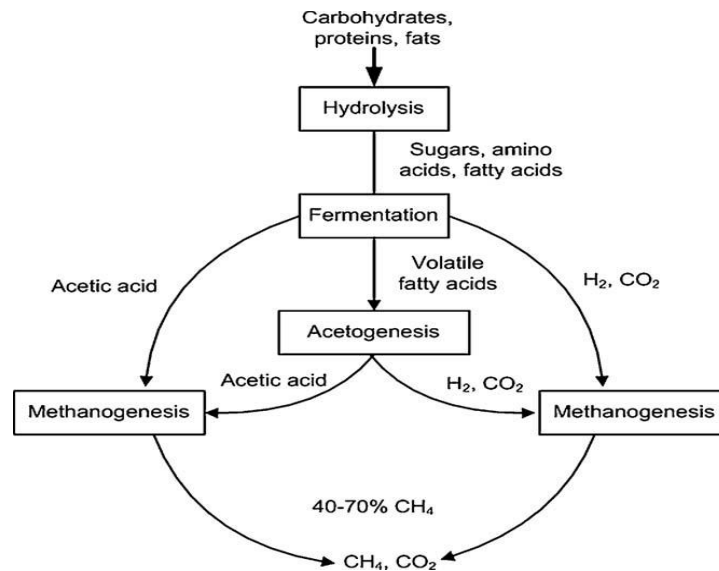 Carbohydrates,
proteins, fats
Hydrolysis
Sugars, amino
acids, fatty acids
Fermentation
Acetic acid
Volatile
fatty acids
H₂, CO₂
Acetogenesis
Acetic acid
H₂, CO₂
Methanogenesis
Methanogenesis
40-70% CH₄
CH₄, CO₂